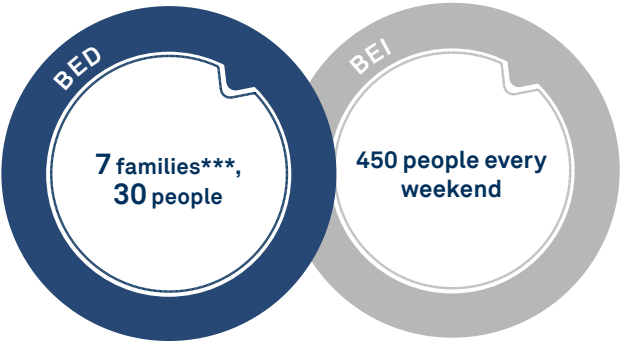 BED
7 families***,
30 people
BEI
450 people every
weekend